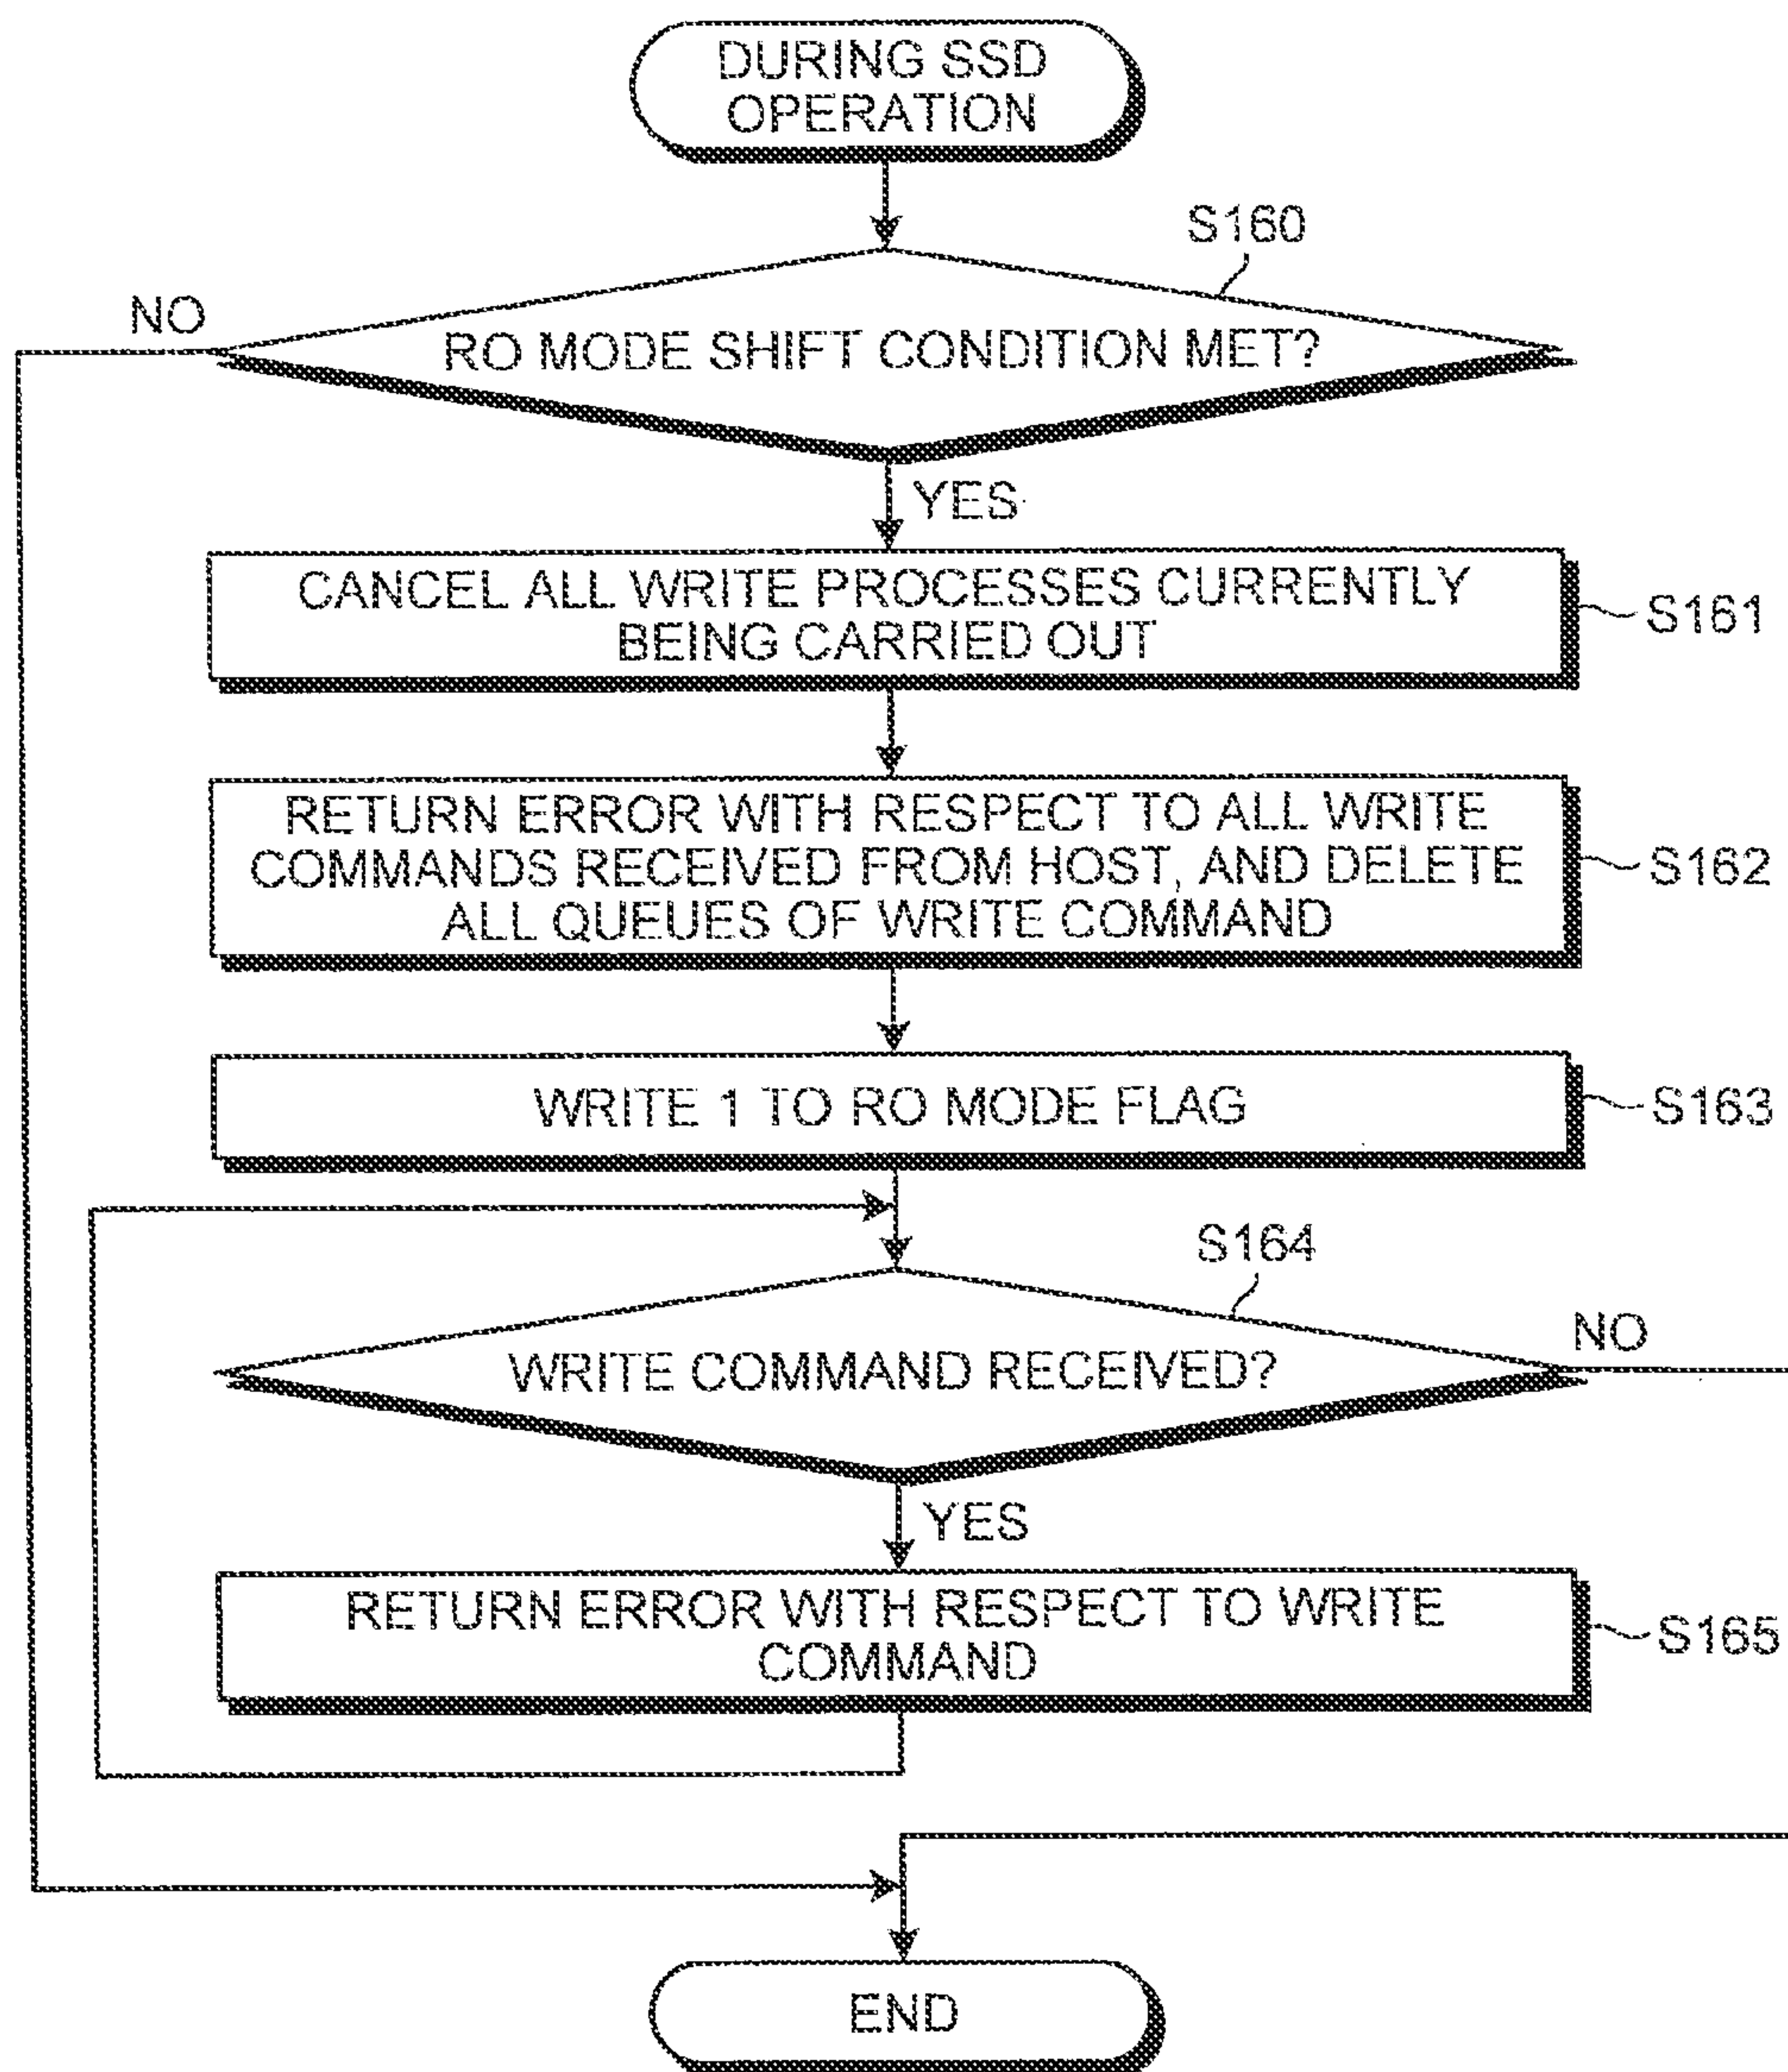 DURING SSD
OPERATION
S160
NO
RO MODE SHIFT CONDITION MET?
YES
CANCEL ALL WRITE PROCESSES CURRENTLY
BEING CARRIED OUT
S161
RETURN ERROR WITH RESPECT TO ALL WRITE
COMMANDS RECEIVED FROM HOST, AND DELETE
ALL QUEUES OF WRITE COMMAND
S162
WRITE 1 TO RO MODE FLAG
S163
S164
NO
WRITE COMMAND RECEIVED?
YES
RETURN ERROR WITH RESPECT TO WRITE
COMMAND
S165
END